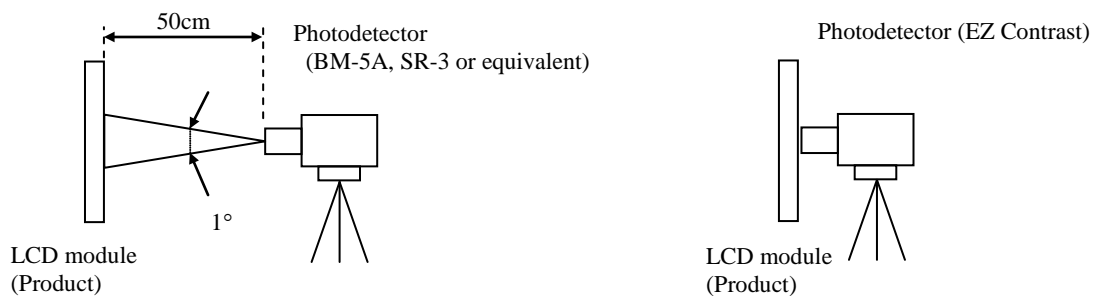 50cm
Photodetector
(BM-5A, SR-3 or equivalent)
1°
LCD module
(Product)
Photodetector (EZ Contrast)
LCD module
(Product)